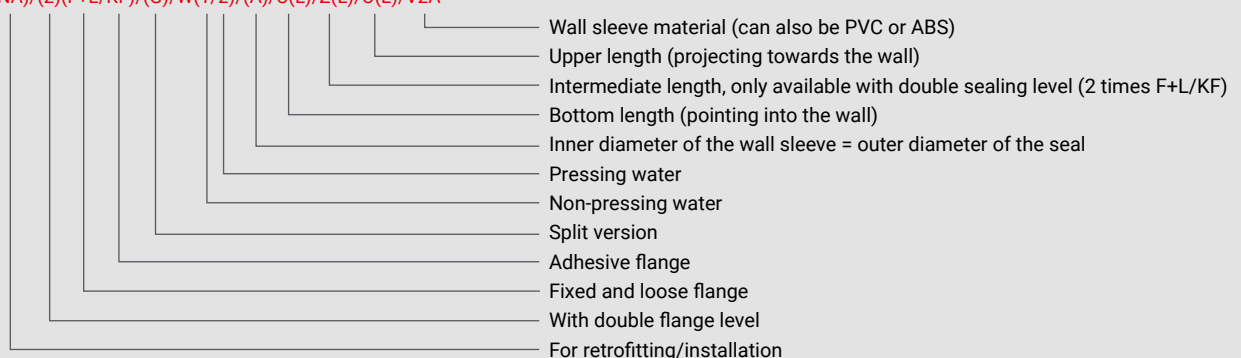 Wall sleeve material (can also be PVC or ABS)
Upper length (projecting towards the wall)
Intermediate length, only available with double sealing level (2 times F+L/KF)
Bottom length (pointing into the wall)
Inner diameter of the wall sleeve = outer diameter of the seal
Pressing water
Non-pressing water
Split version
Adhesive flange
Fixed and loose flange
With double flange level
For retrofitting/installation